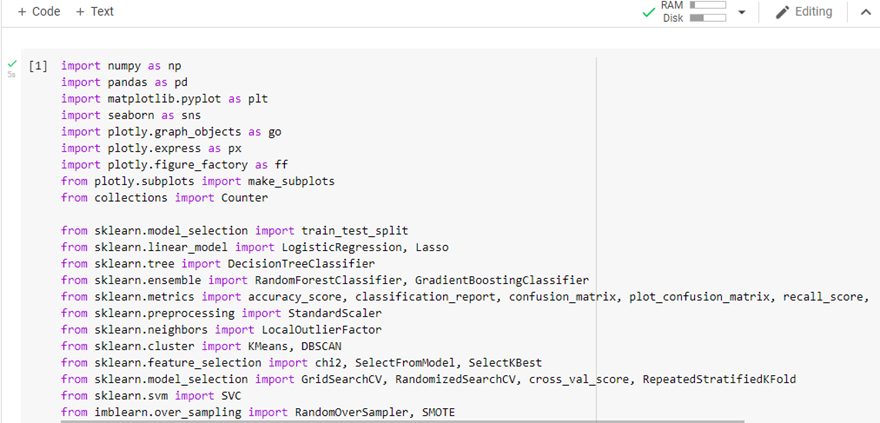 + Code + Text
RAM
Disk
Editing
[1]
5s
import numpy as np
import pandas as pd
import matplotlib.pyplot as plt
import seaborn as sns
import plotly.graph_objects as go
import plotly.express as px
import plotly.figure_factory as ff
from plotly.subplots import make_subplots
from collections import Counter
from sklearn.model_selection import train_test_split
from sklearn.linear_model import LogisticRegression, Lasso
from sklearn.tree import DecisionTreeClassifier
from sklearn.ensemble import RandomForestClassifier, GradientBoostingClassifier
from sklearn.metrics import accuracy_score, classification_report, confusion_matrix, plot_confusion_matrix, recall_score,
from sklearn.preprocessing import StandardScaler
from sklearn.neighbors import LocalOutlierFactor
from sklearn.cluster import KMeans, DBSCAN
from sklearn.feature_selection import chi2, SelectFromModel, SelectKBest
from sklearn.model_selection import GridSearchCV, RandomizedSearchCV, cross_val_score, RepeatedStratifiedKFold
from sklearn.svm import SVC
from imblearn.over_sampling import RandomOverSampler, SMOTE